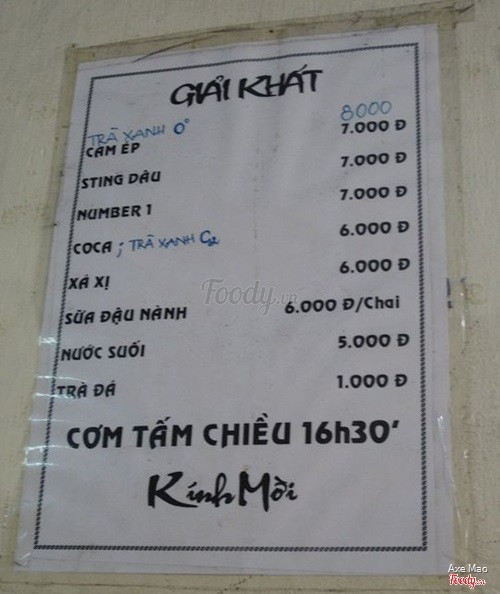 GIẢI KHÁT
TRÀ XANH 0° 8000
CAM ÉP 7.000 Đ
STING DÂU 7.000 Đ
NUMBER 1 7.000 Đ
COCA ; TRÀ XANH C2 6.000 Đ
XÁ XỊ 6.000 Đ
SỮA ĐẬU NÀNH 6.000 Đ/Chai
NƯỚC SUỐI 5.000 Đ
TRÀ ĐÁ 1.000 Đ
CƠM TẤM CHIỀU 16h30'
Kính Mời
Foody.vn
Axe Mao
Foody.vn